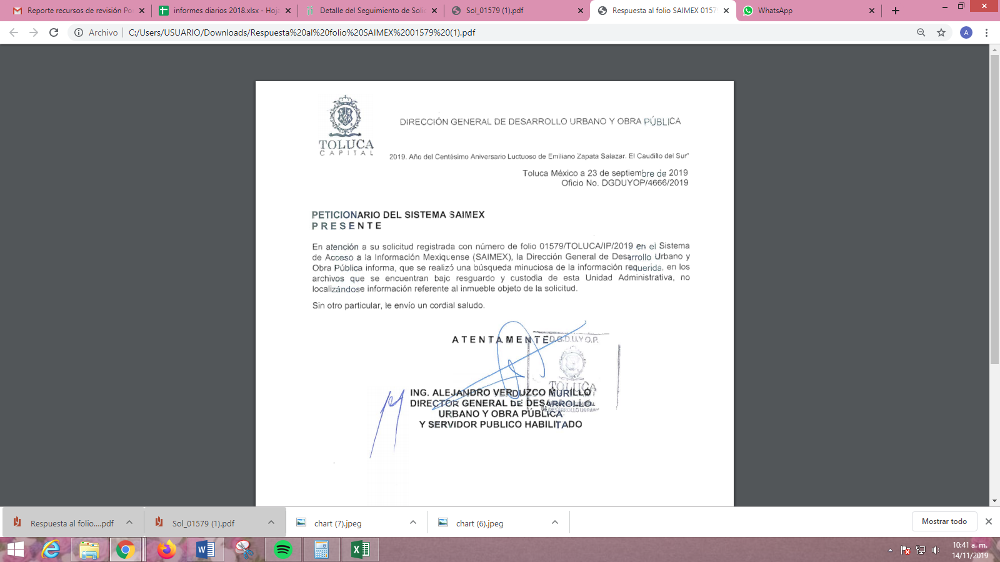 Reporte recursos de revisión Po
informes diarios 2018.xlsx - Hoj
Detalle del Seguimiento de Soli
Sol_01579 (1).pdf
Respuesta al folio SAIMEX 0157
WhatsApp
Archivo
C:/Users/USUARIO/Downloads/Respuesta%20al%20folio%20SAIMEX%2001579%20(1).pdf
A
TOLUCA
CAPITAL
DIRECCIÓN GENERAL DE DESARROLLO URBANO Y OBRA PÚBLICA
2019. Año del Centésimo Aniversario Luctuoso de Emiliano Zapata Salazar. El Caudillo del Sur"
Toluca México a 23 de septiembre de 2019
Oficio No. DGDUYOP/4666/2019
PETICIONARIO DEL SISTEMA SAIMEX
P R E S E N T E
En atención a su solicitud registrada con número de folio 01579/TOLUCA/IP/2019 en el Sistema
de Acceso a la Información Mexiquense (SAIMEX), la Dirección General de Desarrollo Urbano y
Obra Pública informa, que se realizó una búsqueda minuciosa de la información requerida, en los
archivos que se encuentran bajo resguardo y custodia de esta Unidad Administrativa, no
localizándose información referente al inmueble objeto de la solicitud.
Sin otro particular, le envío un cordial saludo.
A T E N T A M E N T E
D.G.D.U.Y O.P.
TOLUCA
ING. ALEJANDRO VERDUZCO MURILLO
DIRECTOR GENERAL DE DESARROLLO
URBANO Y OBRA PÚBLICA
Y SERVIDOR PUBLICO HABILITADO
DE DESARROLLO URBANO
Respuesta al folio....pdf
Sol_01579 (1).pdf
chart (7).jpeg
chart (6).jpeg
Mostrar todo
10:41 a. m.
14/11/2019